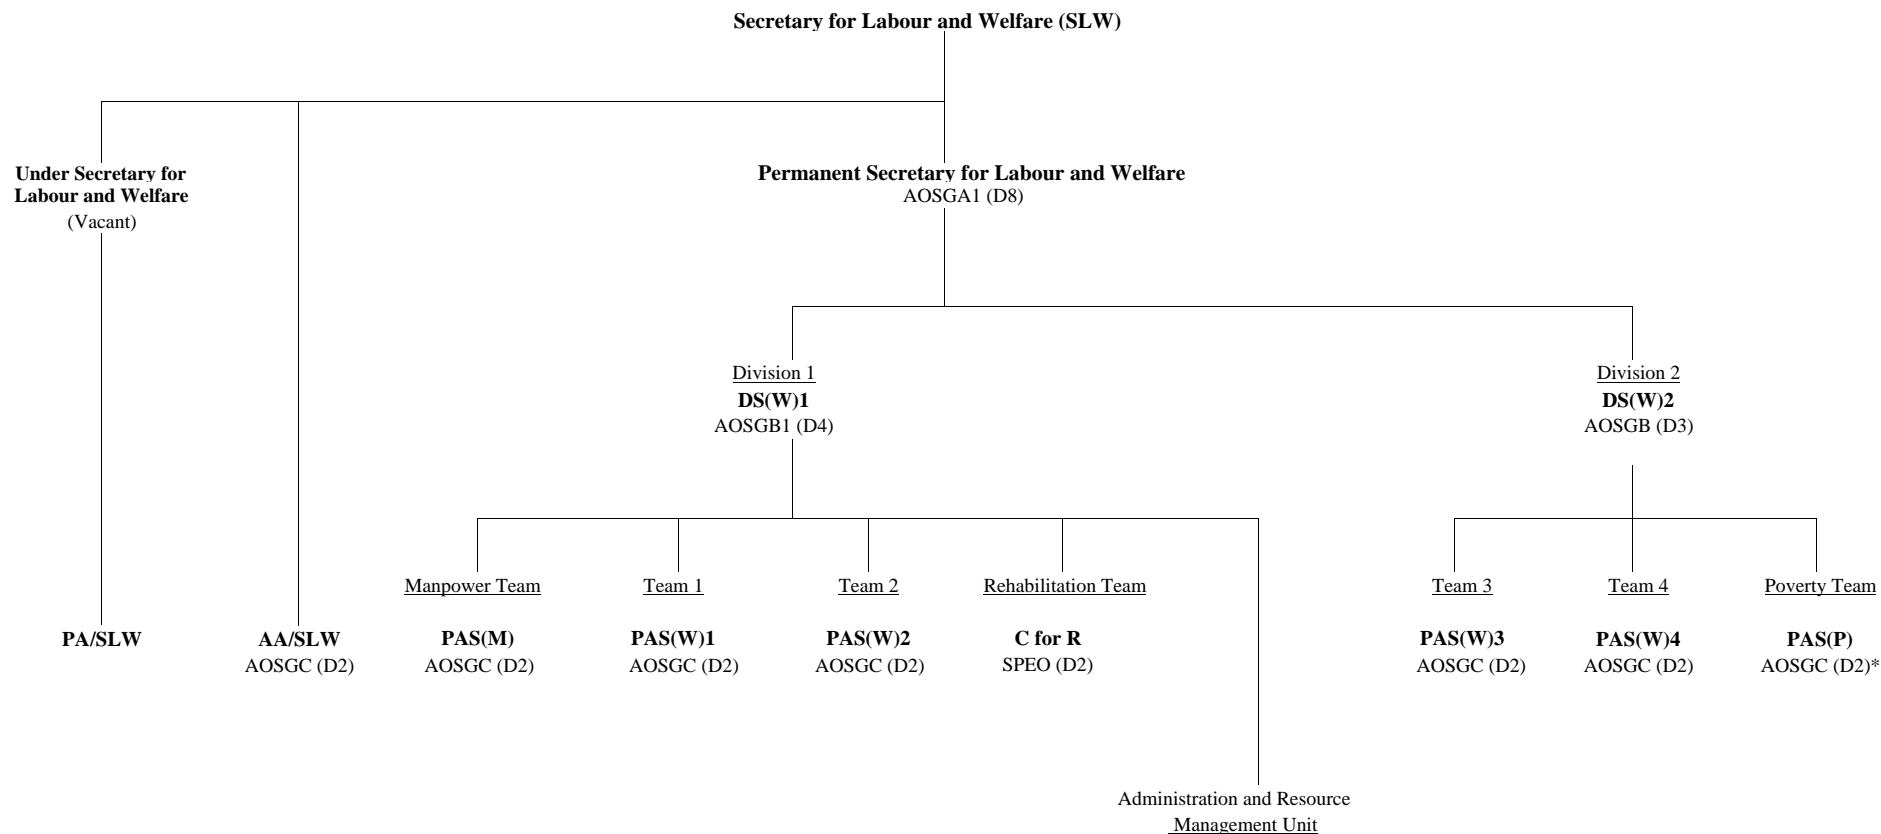 Secretary for Labour and Welfare (SLW)
Under Secretary for
Labour and Welfare
(Vacant)
Permanent Secretary for Labour and Welfare
AOSGA1 (D8)
Division 1
DS(W)1
AOSGB1 (D4)
Division 2
DS(W)2
AOSGB (D3)
Manpower Team
Team 1
Team 2
Rehabilitation Team
Team 3
Team 4
Poverty Team
PA/SLW
AA/SLW
AOSGC (D2)
PAS(M)
AOSGC (D2)
PAS(W)1
AOSGC (D2)
PAS(W)2
AOSGC (D2)
C for R
SPEO (D2)
PAS(W)3
AOSGC (D2)
PAS(W)4
AOSGC (D2)
PAS(P)
AOSGC (D2)*
Administration and Resource
Management Unit